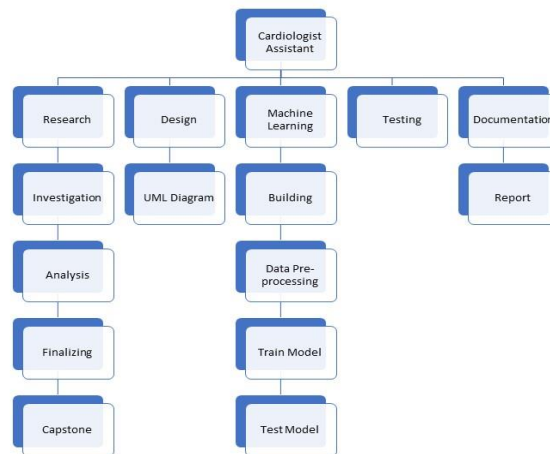 Cardiologist
Assistant
Research
Design
Machine
Learning
Testing
Documentation
Investigation
UML Diagram
Building
Report
Analysis
Data Pre-
processing
Finalizing
Train Model
Capstone
Test Model